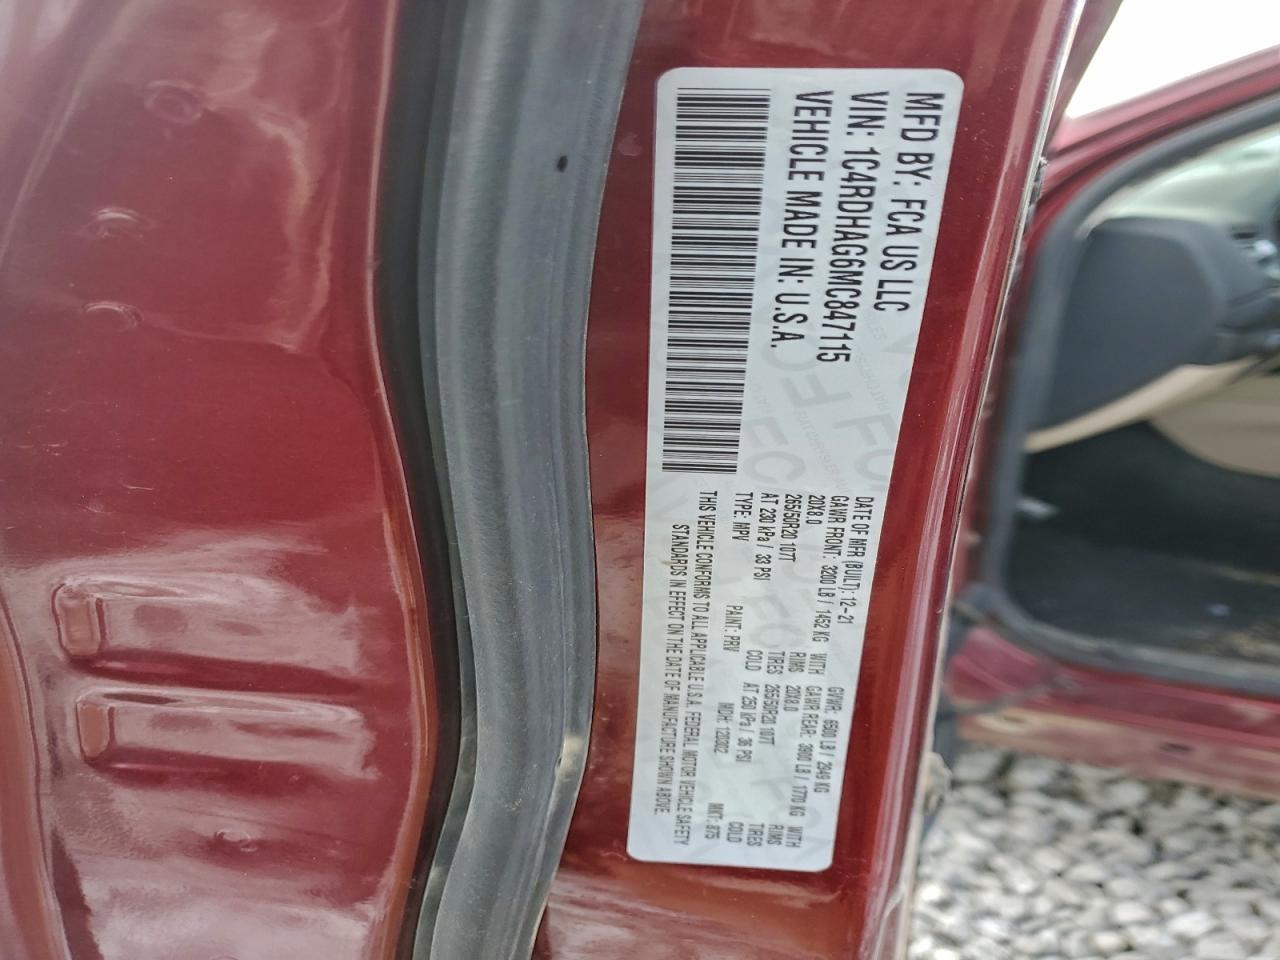 MFD BY: FCA US LLC
VIN: 1C4RDHAG6MC847115
VEHICLE MADE IN: U.S.A.
DATE OF MFR (BUILT): 12-21 GVWR: 6500 LB / 2949 KG
GAWR FRONT: 3200 LB / 1452 KG WITH GAWR REAR: 3900 LB / 1770 KG WITH
20X8.0 RIMS 20X8.0 RIMS
265/50R20 107T TIRES 265/50R20 107T TIRES
AT 230 kPa / 33 PSI COLD AT 250 kPa / 36 PSI COLD
TYPE: MPV PAINT: PRV MDH: 120302 MKT: 875
THIS VEHICLE CONFORMS TO ALL APPLICABLE U.S.A. FEDERAL MOTOR VEHICLE SAFETY
STANDARDS IN EFFECT ON THE DATE OF MANUFACTURE SHOWN ABOVE.